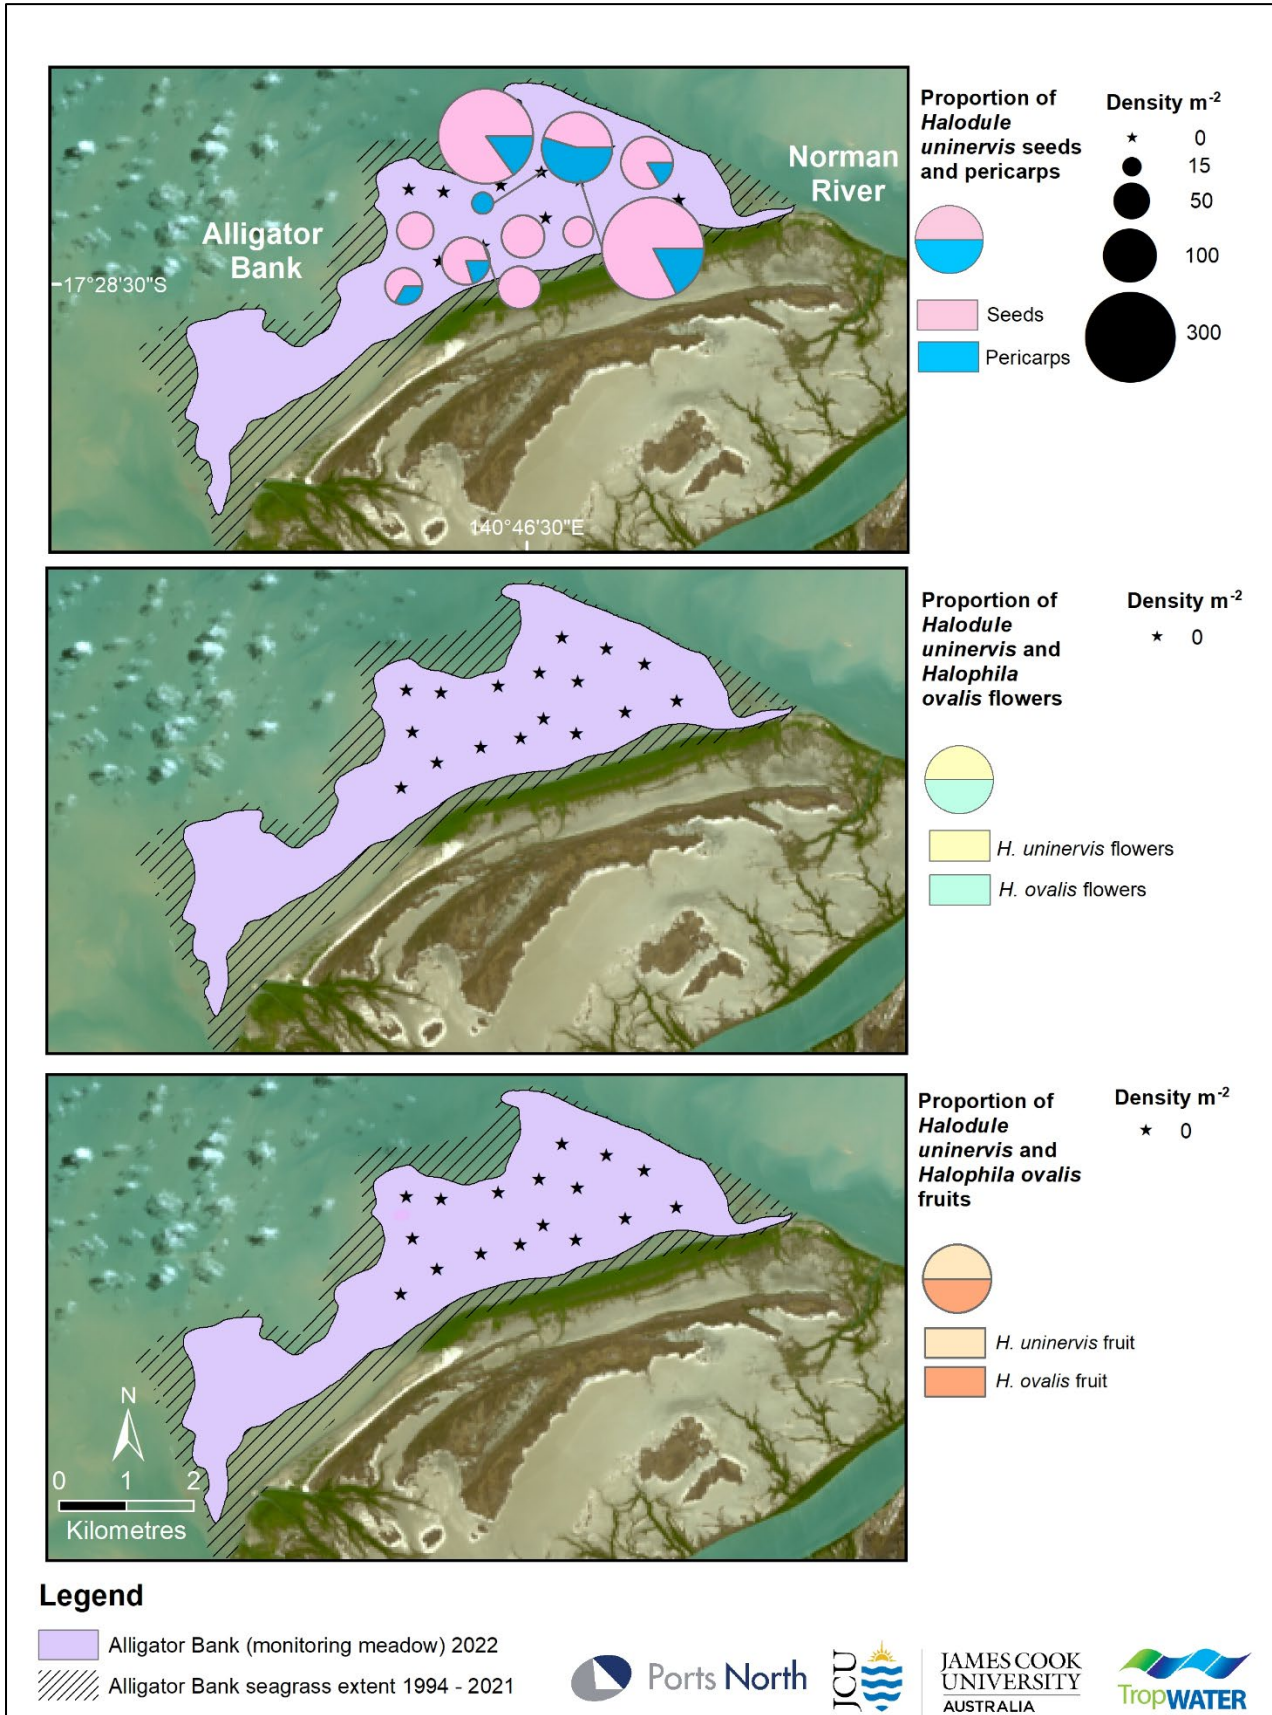 Proportion of
Halodule
uninervis seeds
and pericarps
Density m⁻²
0
15
50
100
300
Seeds
Pericarps
Norman
River
Alligator
Bank
17°28'30"S
140°46'30"E
Proportion of
Halodule
uninervis and
Halophila
ovalis flowers
Density m⁻²
0
H. uninervis flowers
H. ovalis flowers
Proportion of
Halodule
uninervis and
Halophila ovalis
fruits
Density m⁻²
0
H. uninervis fruit
H. ovalis fruit
N
0 1 2
Kilometres
Legend
Alligator Bank (monitoring meadow) 2022
Alligator Bank seagrass extent 1994 - 2021
Ports North
JCU
JAMES COOK
UNIVERSITY
AUSTRALIA
TropWATER